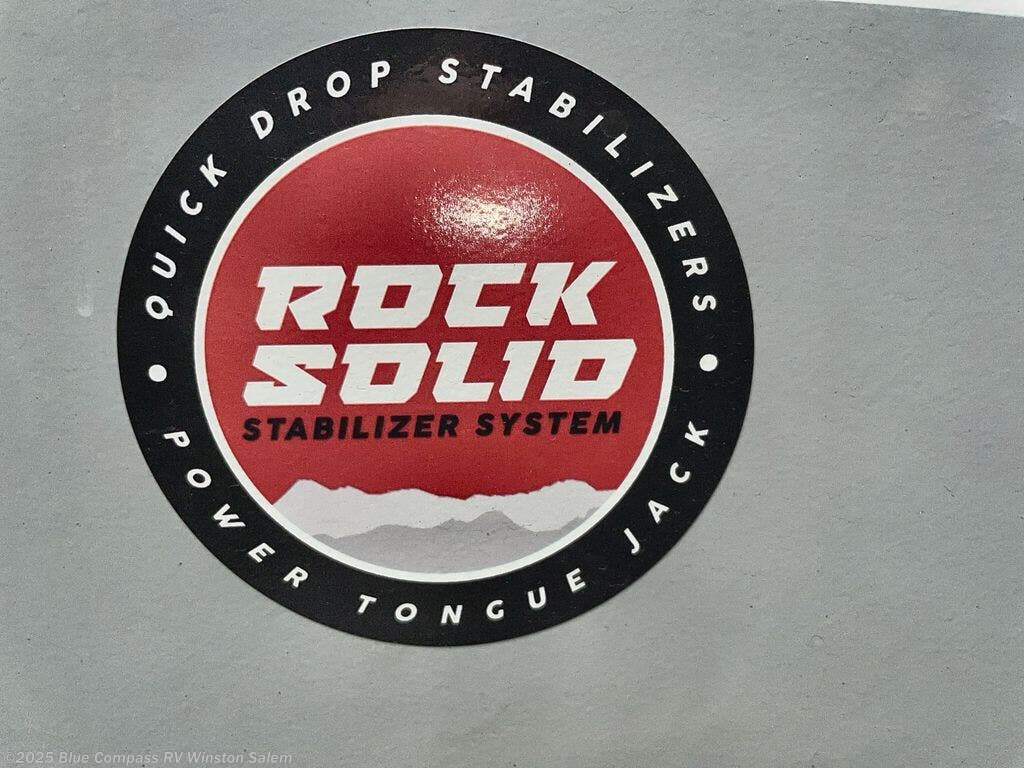 QUICK DROP STABILIZERS
ROCK
SOLID
STABILIZER SYSTEM
POWER TONGUE JACK
©2025 Blue Compass RV Winston Salem